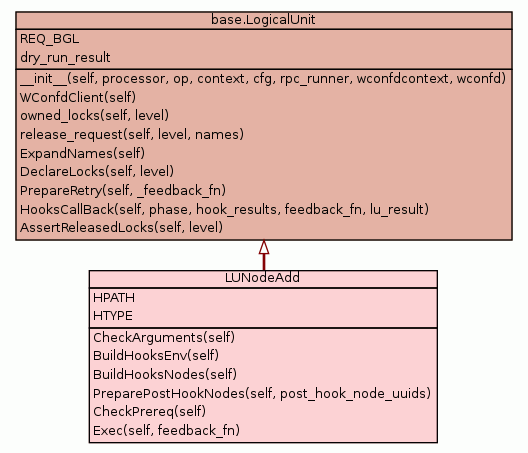 base.LogicalUnit
REQ_BGL
dry_run_result
__init__(self, processor, op, context, cfg, rpc_runner, wconfdcontext, wconfd)
WConfdClient(self)
owned_locks(self, level)
release_request(self, level, names)
ExpandNames(self)
DeclareLocks(self, level)
PrepareRetry(self, _feedback_fn)
HooksCallBack(self, phase, hook_results, feedback_fn, lu_result)
AssertReleasedLocks(self, level)
LUNodeAdd
HPATH
HTYPE
CheckArguments(self)
BuildHooksEnv(self)
BuildHooksNodes(self)
PreparePostHookNodes(self, post_hook_node_uuids)
CheckPrereq(self)
Exec(self, feedback_fn)